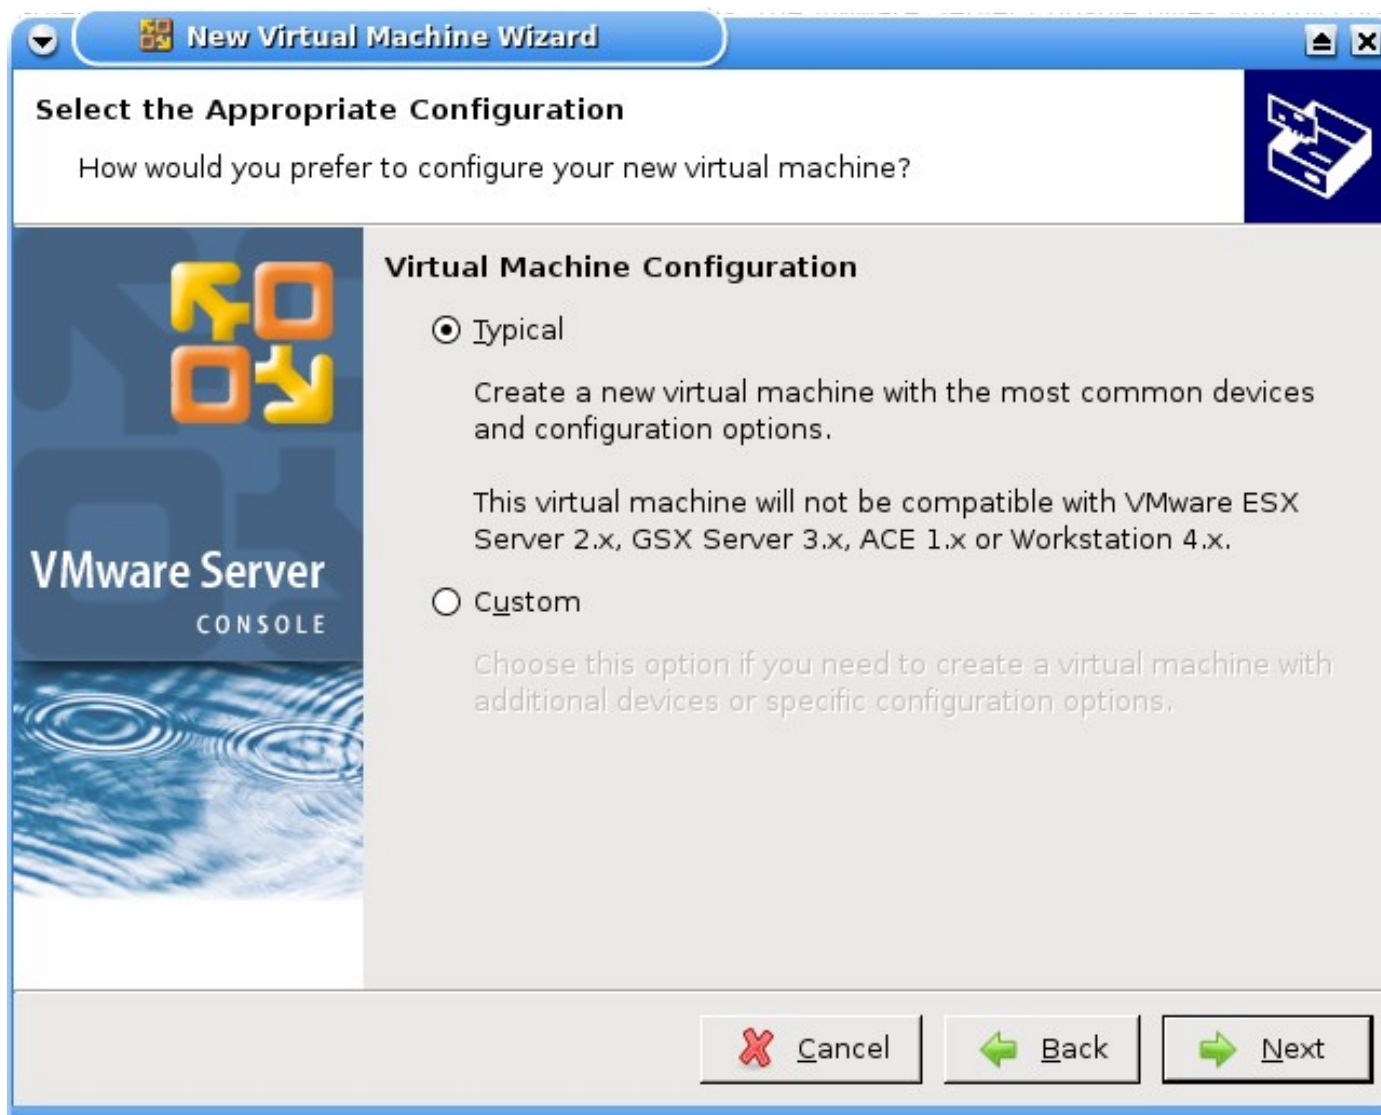 New Virtual Machine Wizard
Select the Appropriate Configuration
How would you prefer to configure your new virtual machine?
Virtual Machine Configuration
Typical
Create a new virtual machine with the most common devices
and configuration options.
This virtual machine will not be compatible with VMware ESX
Server 2.x, GSX Server 3.x, ACE 1.x or Workstation 4.x.
VMware Server
CONSOLE
Custom
Choose this option if you need to create a virtual machine with
additional devices or specific configuration options.
Cancel
Back
Next